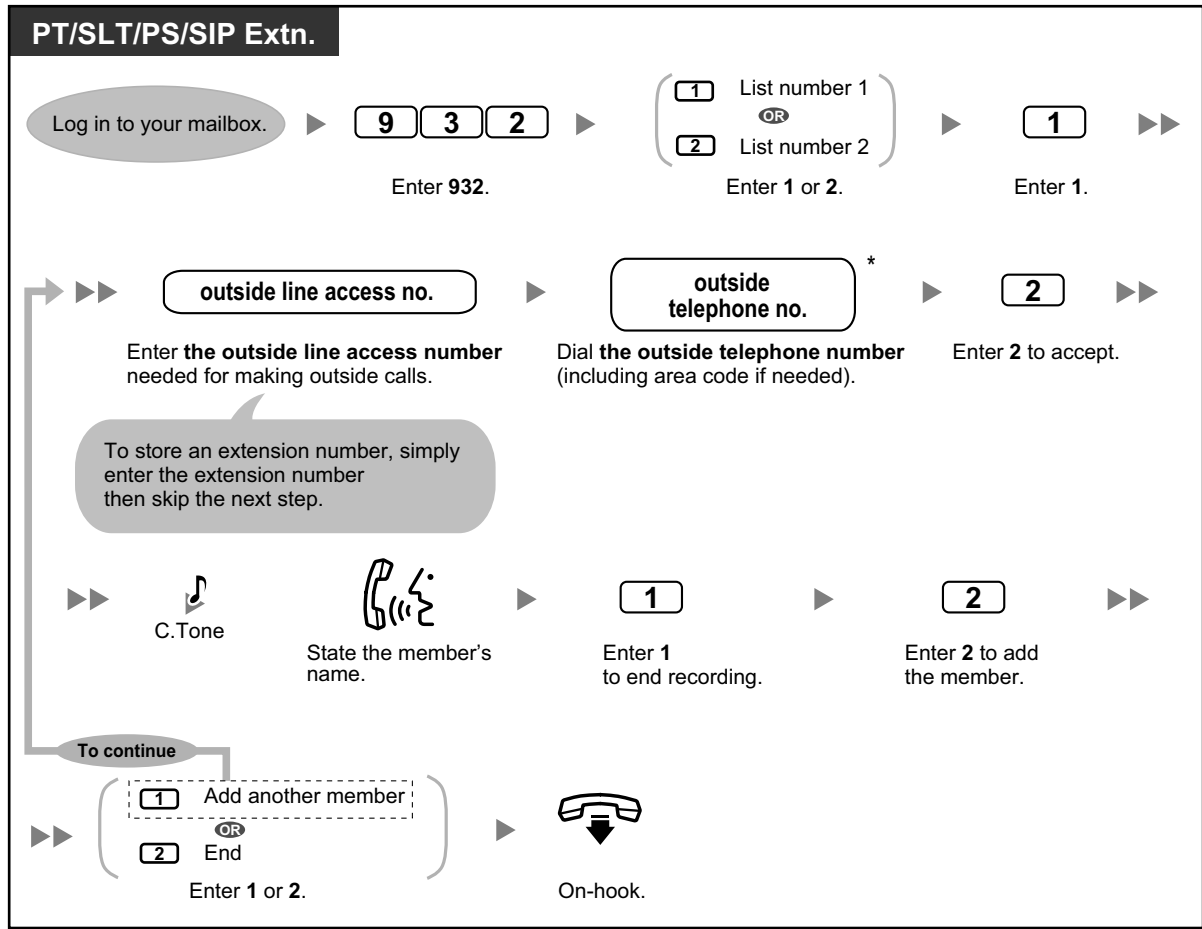 PT/SLT/PS/SIP Extn.
Log in to your mailbox.
9 3 2
Enter 932.
1 List number 1
OR
2 List number 2
Enter 1 or 2.
1
Enter 1.
outside line access no.
Enter the outside line access number
needed for making outside calls.
To store an extension number, simply
enter the extension number
then skip the next step.
outside
telephone no.
*
Dial the outside telephone number
(including area code if needed).
2
Enter 2 to accept.
C.Tone
State the member's
name.
1
Enter 1
to end recording.
2
Enter 2 to add
the member.
To continue
1 Add another member
OR
2 End
Enter 1 or 2.
On-hook.